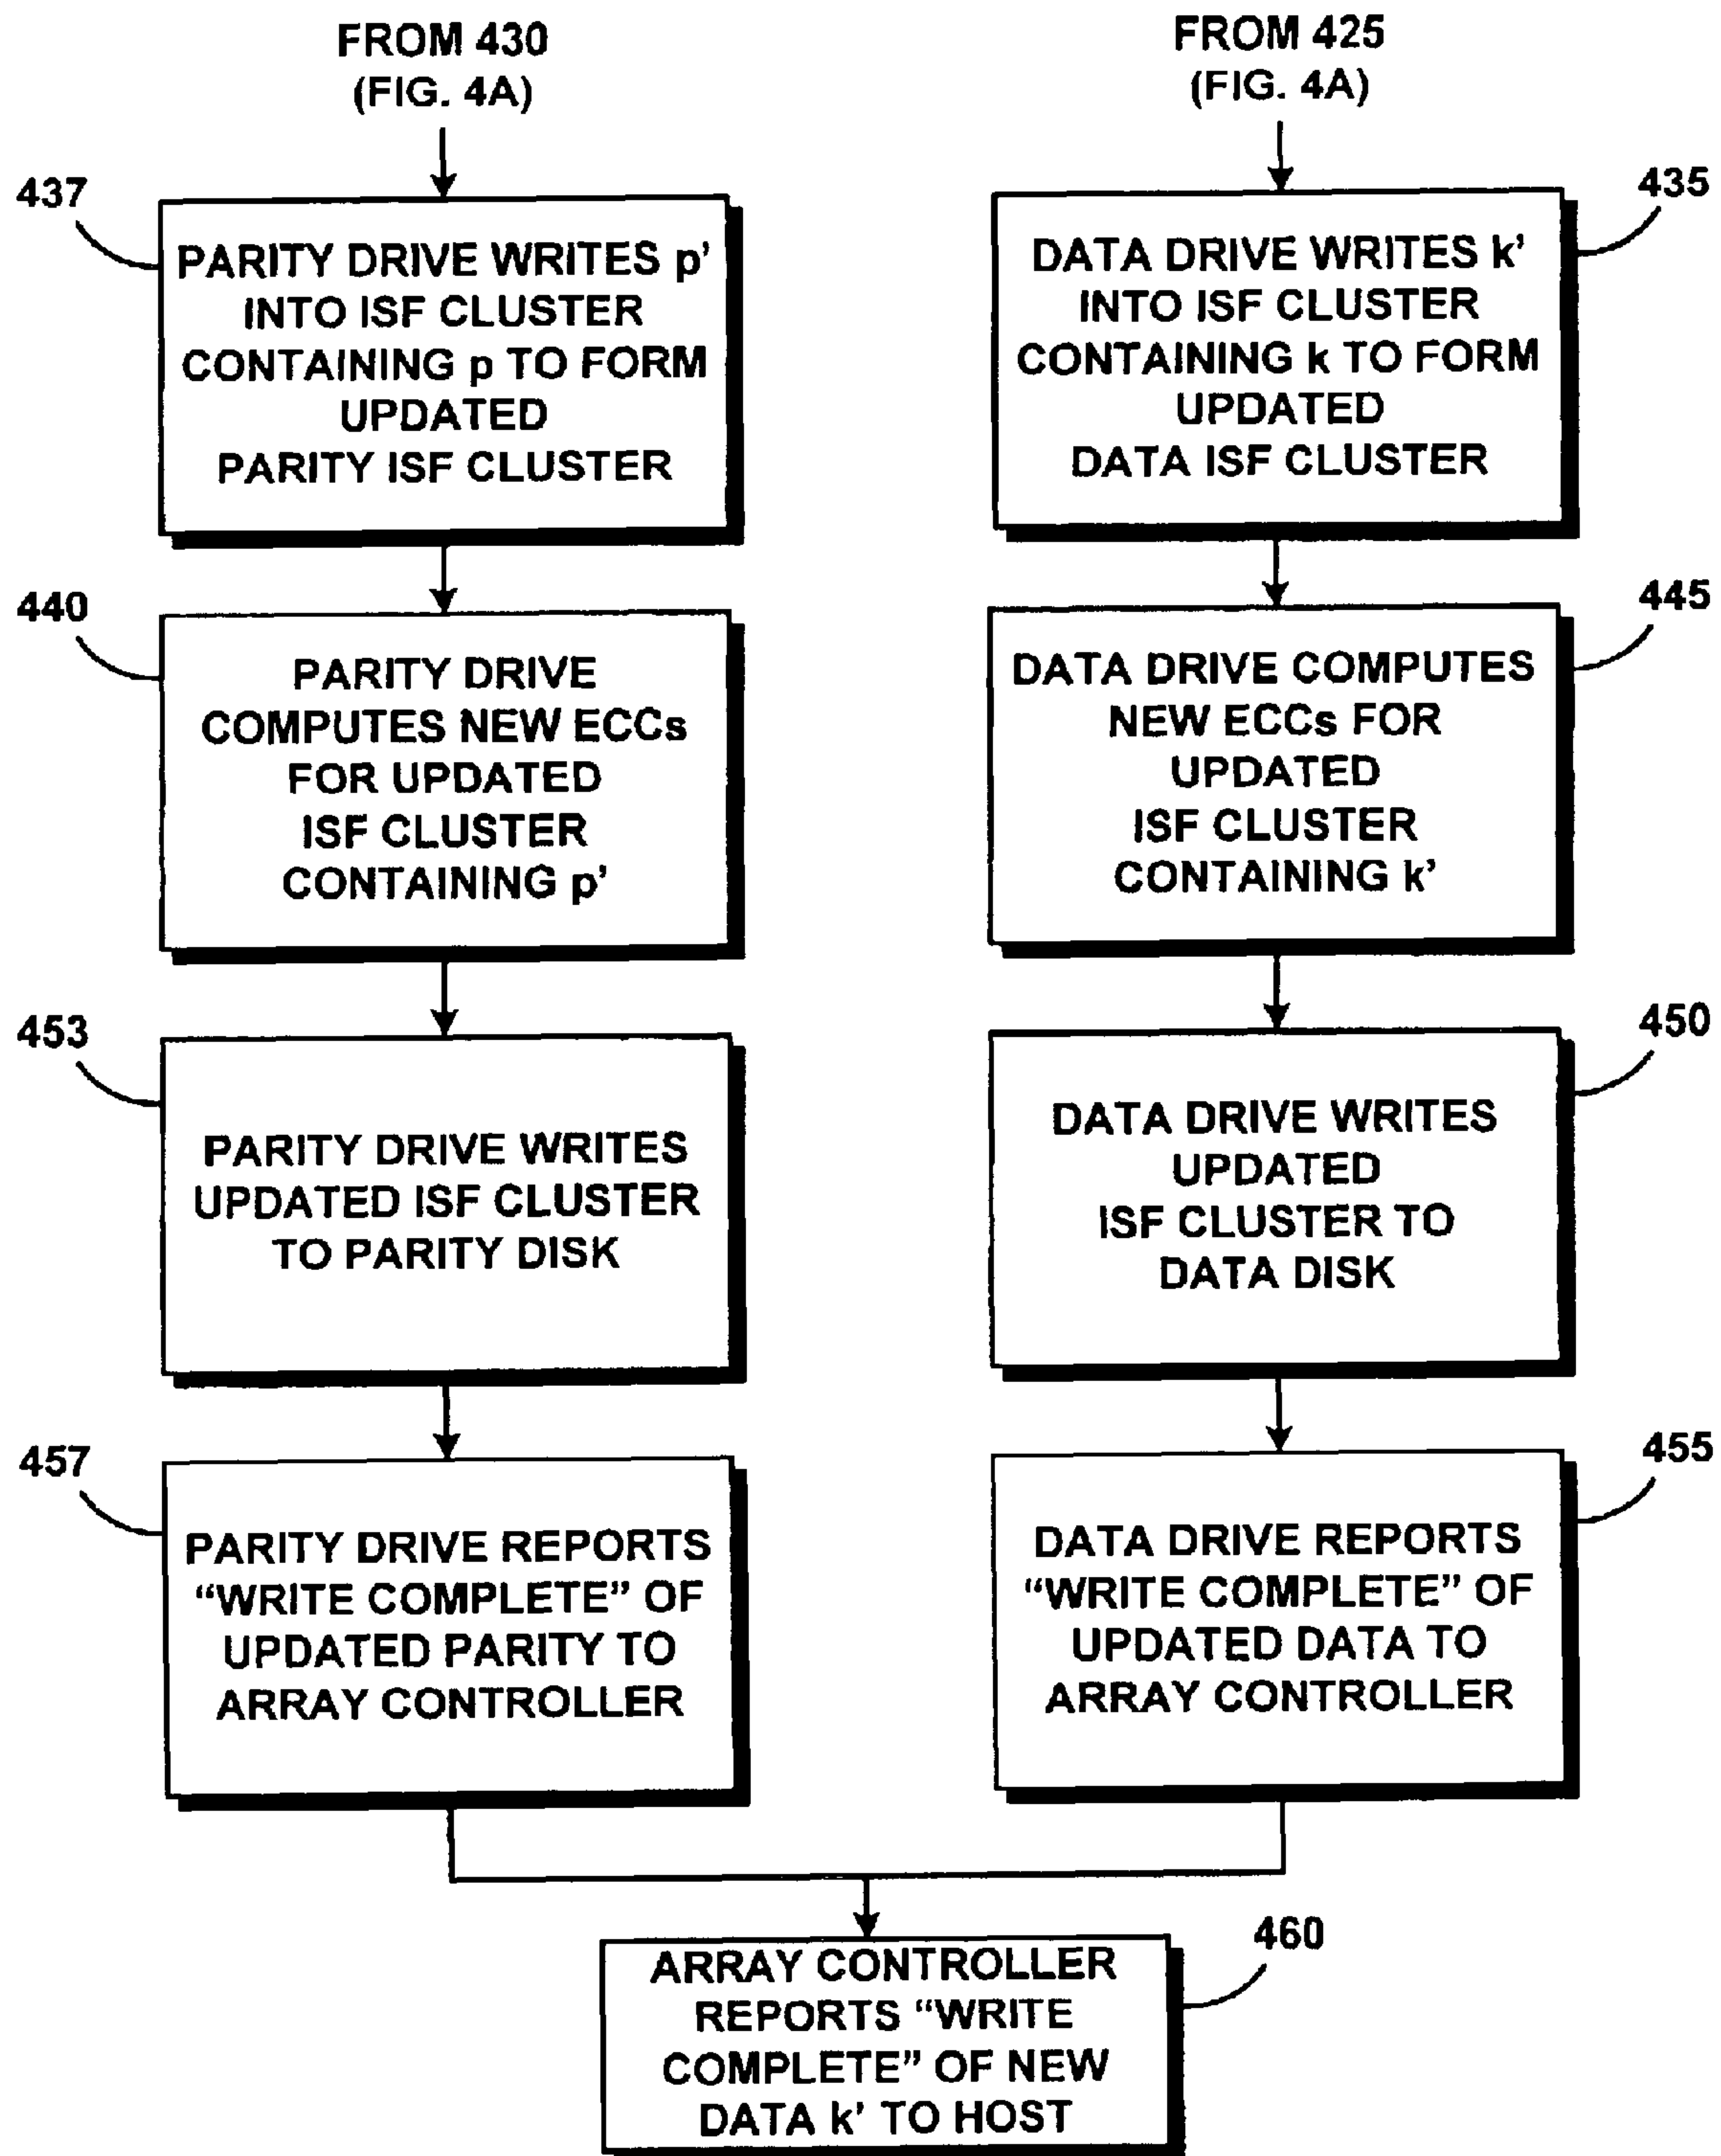 FROM 430
(FIG. 4A)
437
PARITY DRIVE WRITES p'
INTO ISF CLUSTER
CONTAINING p TO FORM
UPDATED
PARITY ISF CLUSTER
440
PARITY DRIVE
COMPUTES NEW ECCs
FOR UPDATED
ISF CLUSTER
CONTAINING p'
453
PARITY DRIVE WRITES
UPDATED ISF CLUSTER
TO PARITY DISK
457
PARITY DRIVE REPORTS
“WRITE COMPLETE” OF
UPDATED PARITY TO
ARRAY CONTROLLER
FROM 425
(FIG. 4A)
435
DATA DRIVE WRITES k'
INTO ISF CLUSTER
CONTAINING k TO FORM
UPDATED
DATA ISF CLUSTER
445
DATA DRIVE COMPUTES
NEW ECCs FOR
UPDATED
ISF CLUSTER
CONTAINING k'
450
DATA DRIVE WRITES
UPDATED
ISF CLUSTER TO
DATA DISK
455
DATA DRIVE REPORTS
“WRITE COMPLETE” OF
UPDATED DATA TO
ARRAY CONTROLLER
460
ARRAY CONTROLLER
REPORTS “WRITE
COMPLETE” OF NEW
DATA k' TO HOST